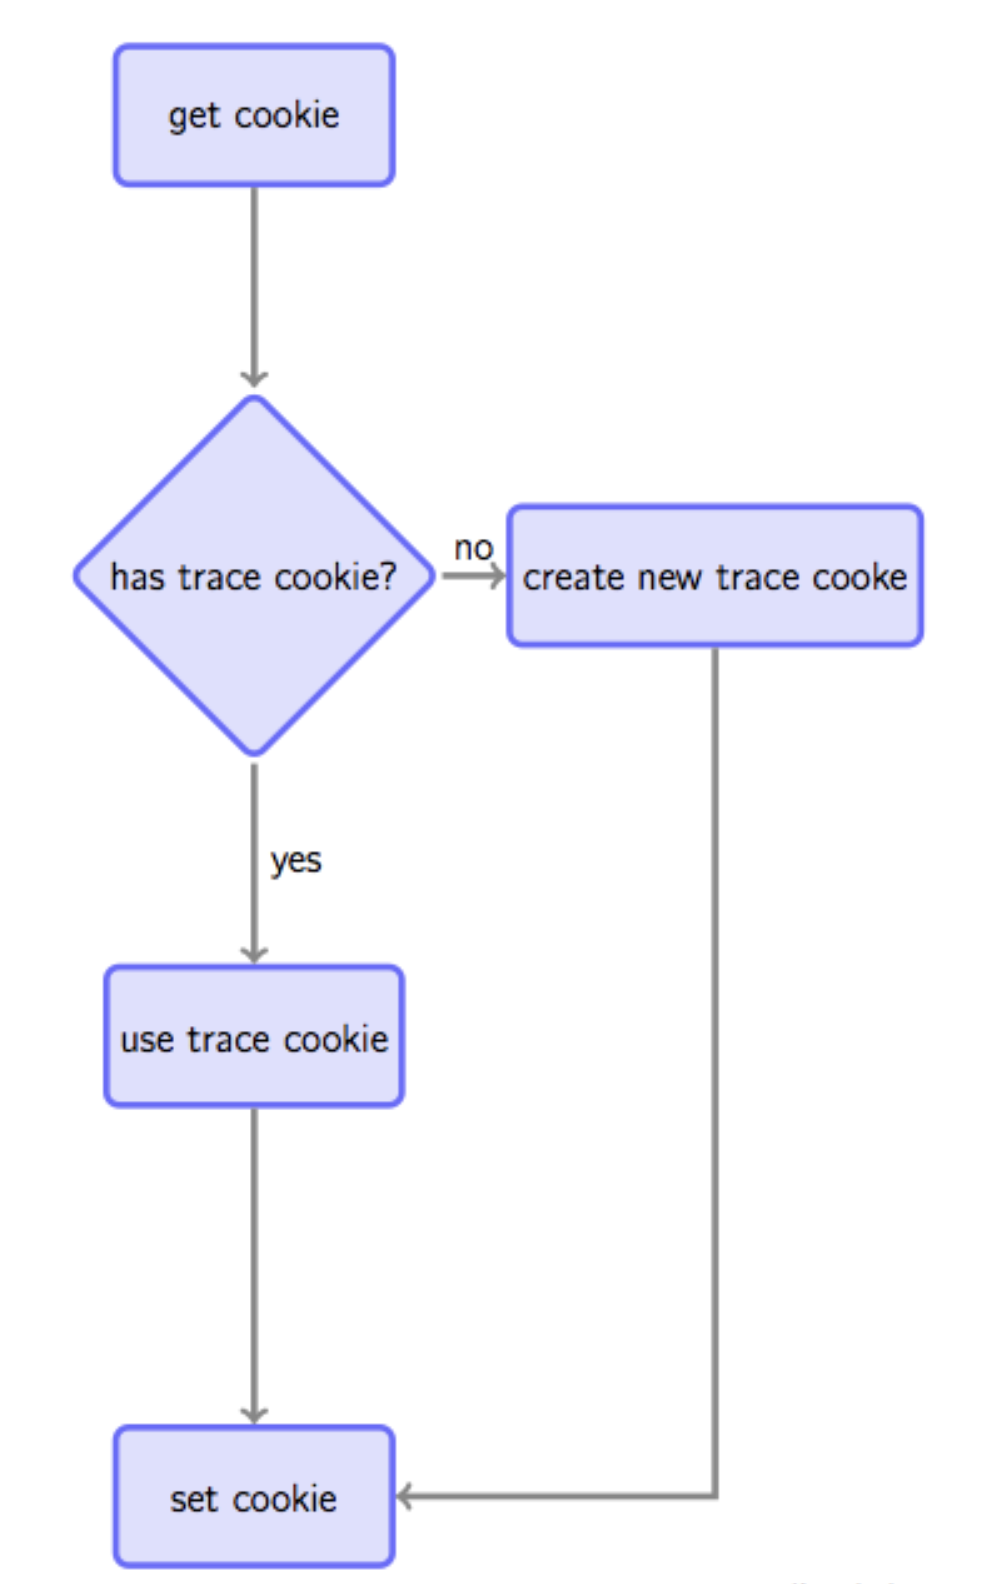 get cookie
has trace cookie?
no
create new trace cooke
yes
use trace cookie
set cookie